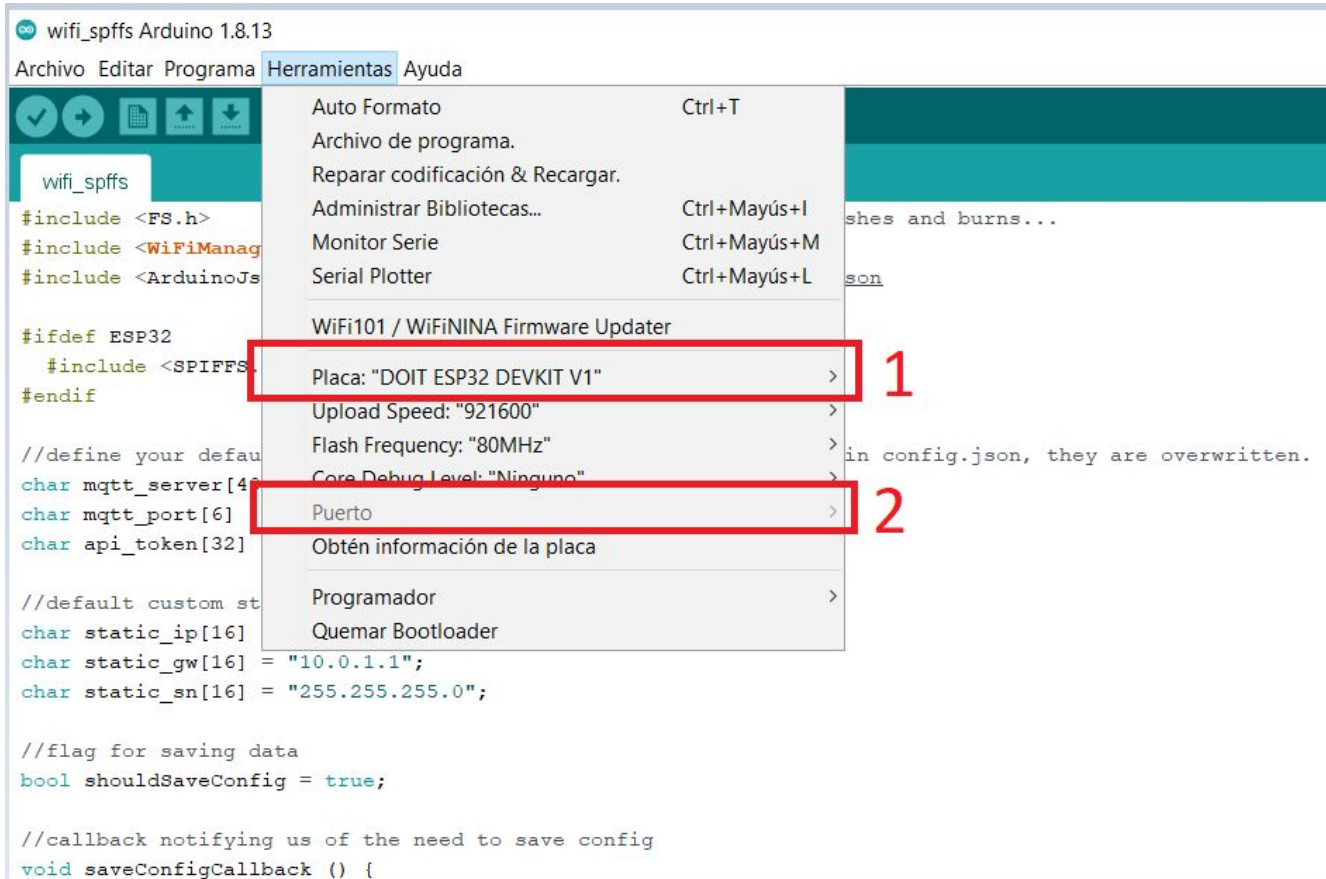 wifi_spffs Arduino 1.8.13
Archivo Editar Programa Herramientas Ayuda
Auto Formato Ctrl+T
Archivo de programa.
Reparar codificación & Recargar.
Administrar Bibliotecas... Ctrl+Mayús+I
Monitor Serie Ctrl+Mayús+M
Serial Plotter Ctrl+Mayús+L
WiFi101 / WiFiNINA Firmware Updater
Placa: "DOIT ESP32 DEVKIT V1"
1
Upload Speed: "921600"
Flash Frequency: "80MHz"
Core Debug Level: "Ninguno"
Puerto
2
Obtén información de la placa
Programador
Quemar Bootloader
wifi_spffs
#include <FS.h> shes and burns...
#include <WiFiManag
#include <ArduinoJs son
#ifdef ESP32
#include <SPIFFS.
#endif
//define your defau in config.json, they are overwritten.
char mqtt_server[40
char mqtt_port[6]
char api_token[32]
//default custom st
char static_ip[16]
char static_gw[16] = "10.0.1.1";
char static_sn[16] = "255.255.255.0";
//flag for saving data
bool shouldSaveConfig = true;
//callback notifying us of the need to save config
void saveConfigCallback () {